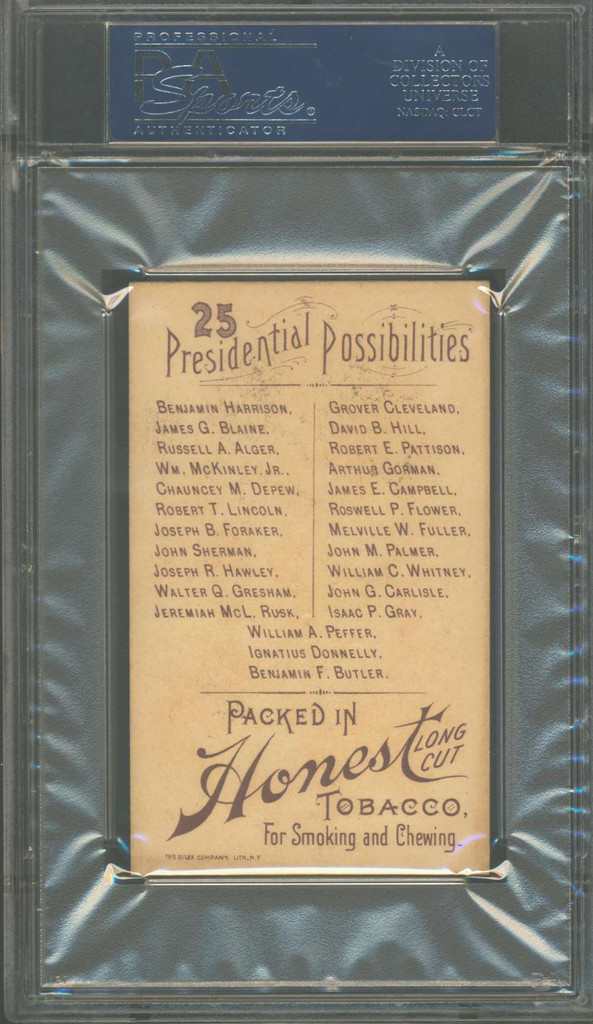 PROFESSIONAL
PSA
Sports®
AUTHENTICATOR
A
DIVISION OF
COLLECTORS
UNIVERSE
NASDAQ: CLCT
25
Presidential Possibilities
BENJAMIN HARRISON,
JAMES G. BLAINE,
RUSSELL A. ALGER,
WM. MCKINLEY, JR.,
CHAUNCEY M. DEPEW,
ROBERT T. LINCOLN,
JOSEPH B. FORAKER,
JOHN SHERMAN,
JOSEPH R. HAWLEY,
WALTER Q. GRESHAM,
JEREMIAH MCL. RUSK,
GROVER CLEVELAND,
DAVID B. HILL,
ROBERT E. PATTISON,
ARTHUR GORMAN,
JAMES E. CAMPBELL,
ROSWELL P. FLOWER,
MELVILLE W. FULLER,
JOHN M. PALMER,
WILLIAM C. WHITNEY,
JOHN G. CARLISLE,
ISAAC P. GRAY,
WILLIAM A. PEFFER,
IGNATIUS DONNELLY,
BENJAMIN F. BUTLER.
PACKED IN
Honest LONG CUT
TOBACCO,
For Smoking and Chewing.
THE GILES COMPANY, LITH. N.Y.